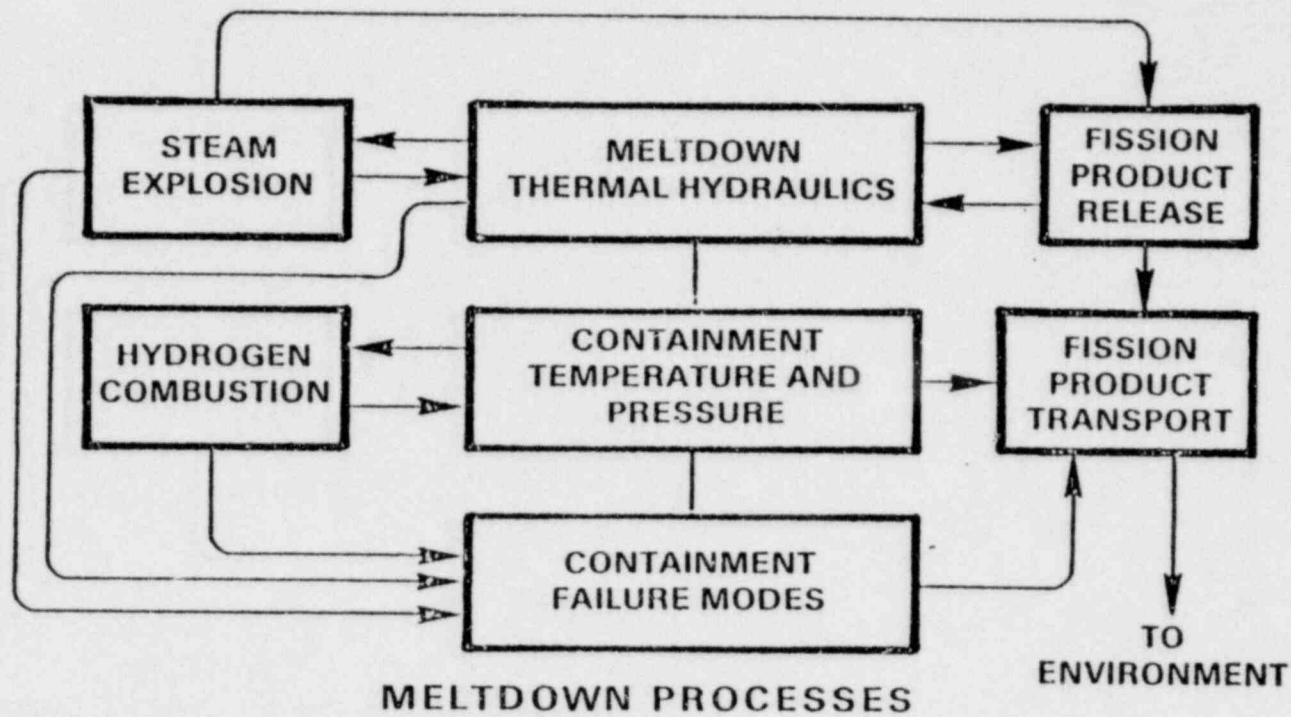 STEAM
EXPLOSION
MELTDOWN
THERMAL HYDRAULICS
FISSION
PRODUCT
RELEASE
HYDROGEN
COMBUSTION
CONTAINMENT
TEMPERATURE AND
PRESSURE
FISSION
PRODUCT
TRANSPORT
CONTAINMENT
FAILURE MODES
TO
ENVIRONMENT
MELTDOWN PROCESSES